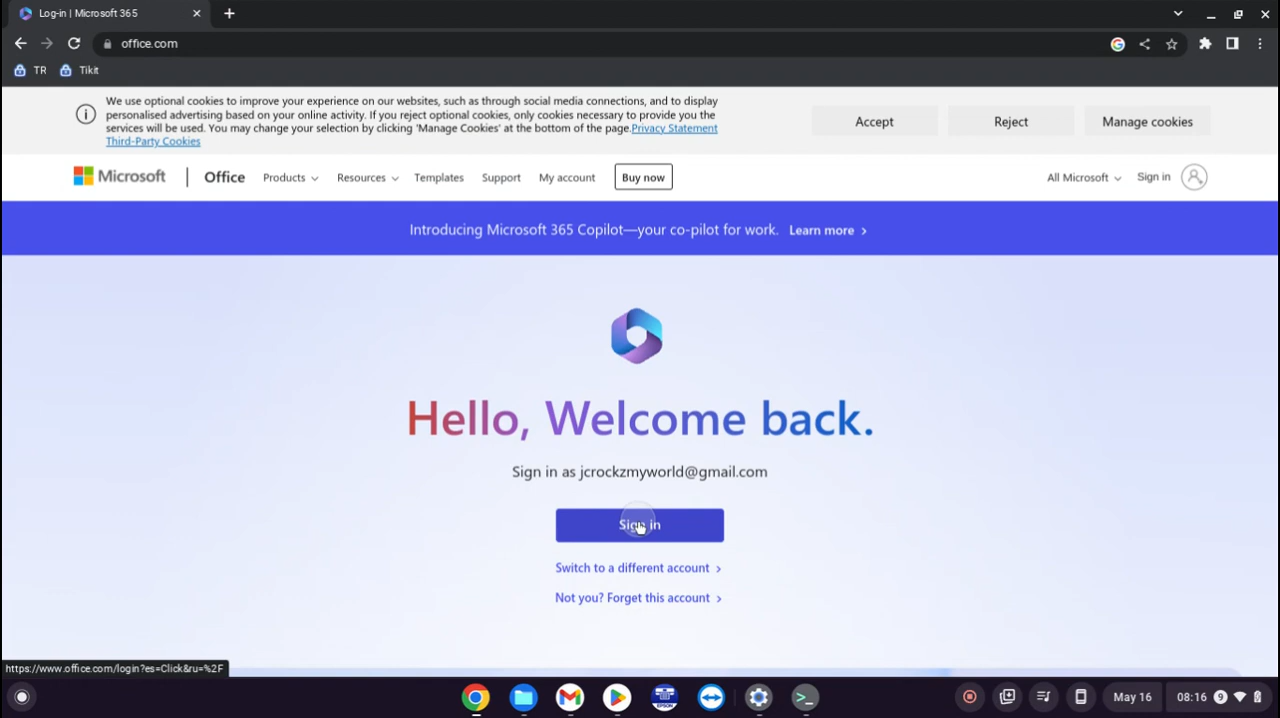 Log-in | Microsoft 365
office.com
TR
Tikit
We use optional cookies to improve your experience on our websites, such as through social media connections, and to display
personalised advertising based on your online activity. If you reject optional cookies, only cookies necessary to provide you the
services will be used. You may change your selection by clicking 'Manage Cookies' at the bottom of the page.Privacy Statement
Third-Party Cookies
Accept
Reject
Manage cookies
Microsoft
Office
Products
Resources
Templates
Support
My account
Buy now
All Microsoft
Sign in
Introducing Microsoft 365 Copilot—your co-pilot for work. Learn more
Hello, Welcome back.
Sign in as jcrockzmyworld@gmail.com
Sign in
Switch to a different account
Not you? Forget this account
https://www.office.com/login?es=Click&ru=%2F
EPSON
May 16
08:16
9